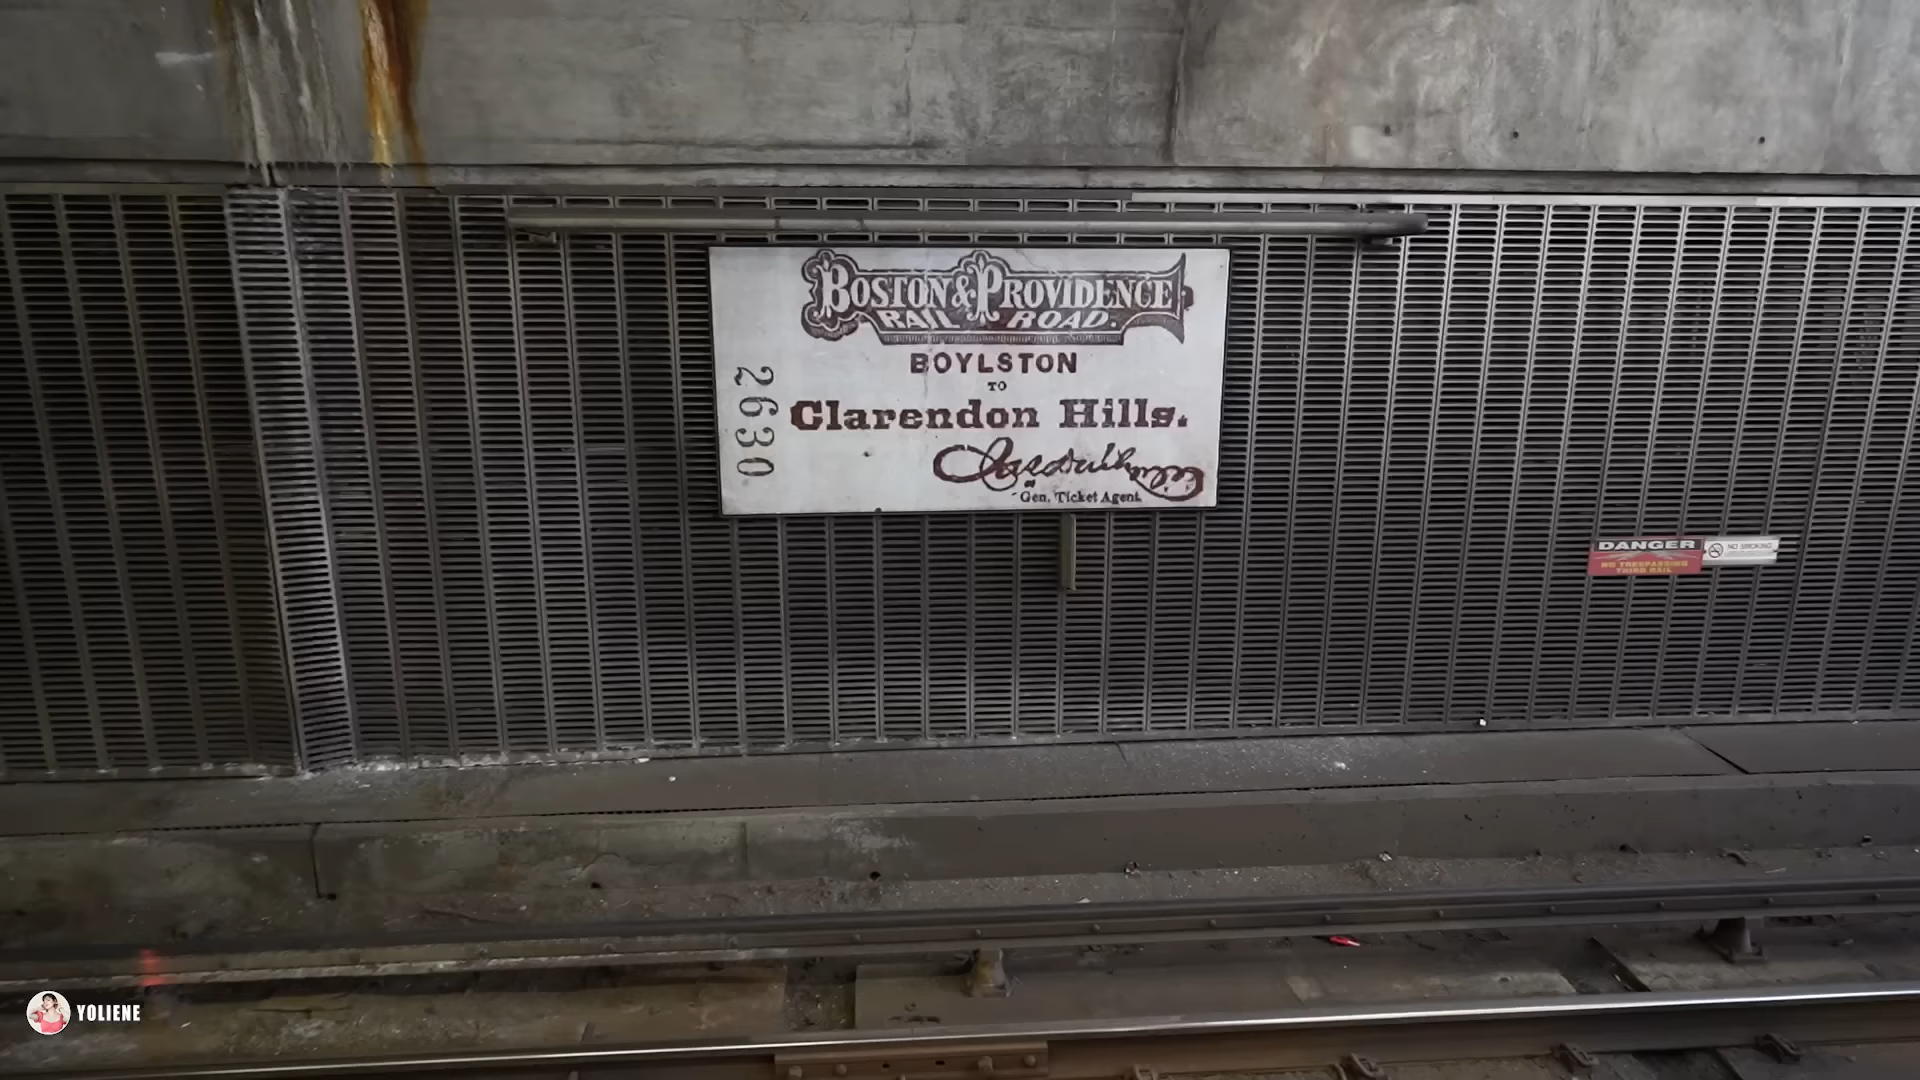 BOSTON & PROVIDENCE
RAIL ROAD.
BOYLSTON
TO
Clarendon Hills.
2630
Gen. Ticket Agent.
DANGER
NO TRESPASSING
THIRD RAIL
NO SMOKING
YOLIENE